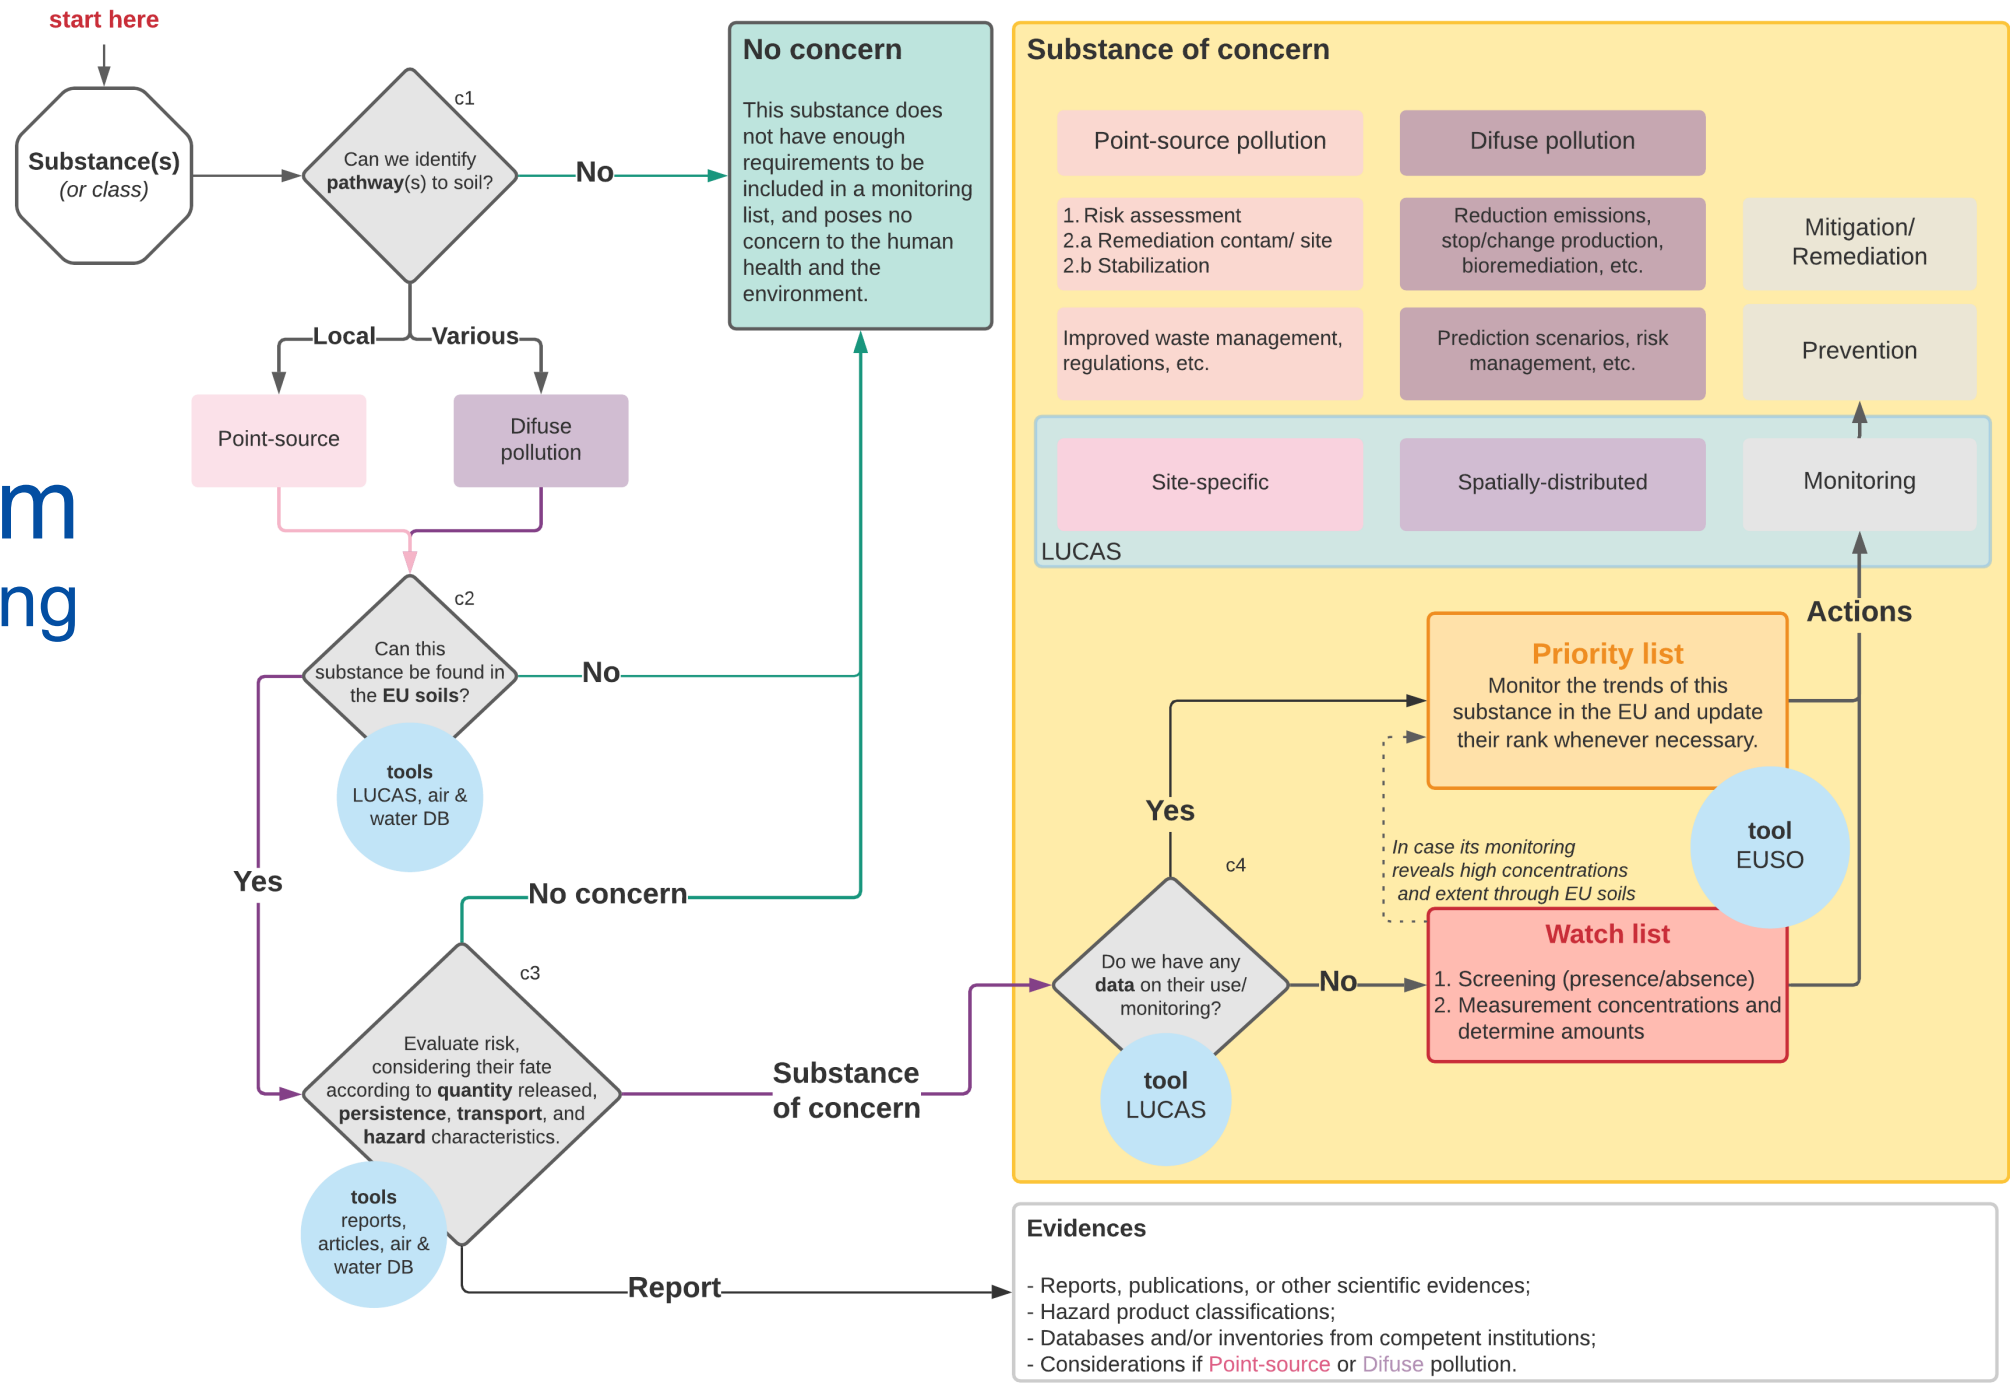 start here
Substance(s)
(or class)
c1
Can we identify
pathway(s) to soil?
No
No concern
This substance does
not have enough
requirements to be
included in a monitoring
list, and poses no
concern to the human
health and the
environment.
Local
Various
Point-source
Difuse
pollution
m
ng
c2
Can this
substance be found in
the EU soils?
No
tools
LUCAS, air &
water DB
Yes
No concern
c3
Evaluate risk,
considering their fate
according to quantity released,
persistence, transport, and
hazard characteristics.
tools
reports,
articles, air &
water DB
Substance
of concern
Report
Substance of concern
Point-source pollution
Difuse pollution
1. Risk assessment
2.a Remediation contam/ site
2.b Stabilization
Reduction emissions,
stop/change production,
bioremediation, etc.
Mitigation/
Remediation
Improved waste management,
regulations, etc.
Prediction scenarios, risk
management, etc.
Prevention
Site-specific
Spatially-distributed
Monitoring
LUCAS
Actions
Priority list
Monitor the trends of this
substance in the EU and update
their rank whenever necessary.
tool
EUSO
Yes
In case its monitoring
reveals high concentrations
and extent through EU soils
c4
Do we have any
data on their use/
monitoring?
No
tool
LUCAS
Watch list
1. Screening (presence/absence)
2. Measurement concentrations and
determine amounts
Evidences
- Reports, publications, or other scientific evidences;
- Hazard product classifications;
- Databases and/or inventories from competent institutions;
- Considerations if Point-source or Difuse pollution.